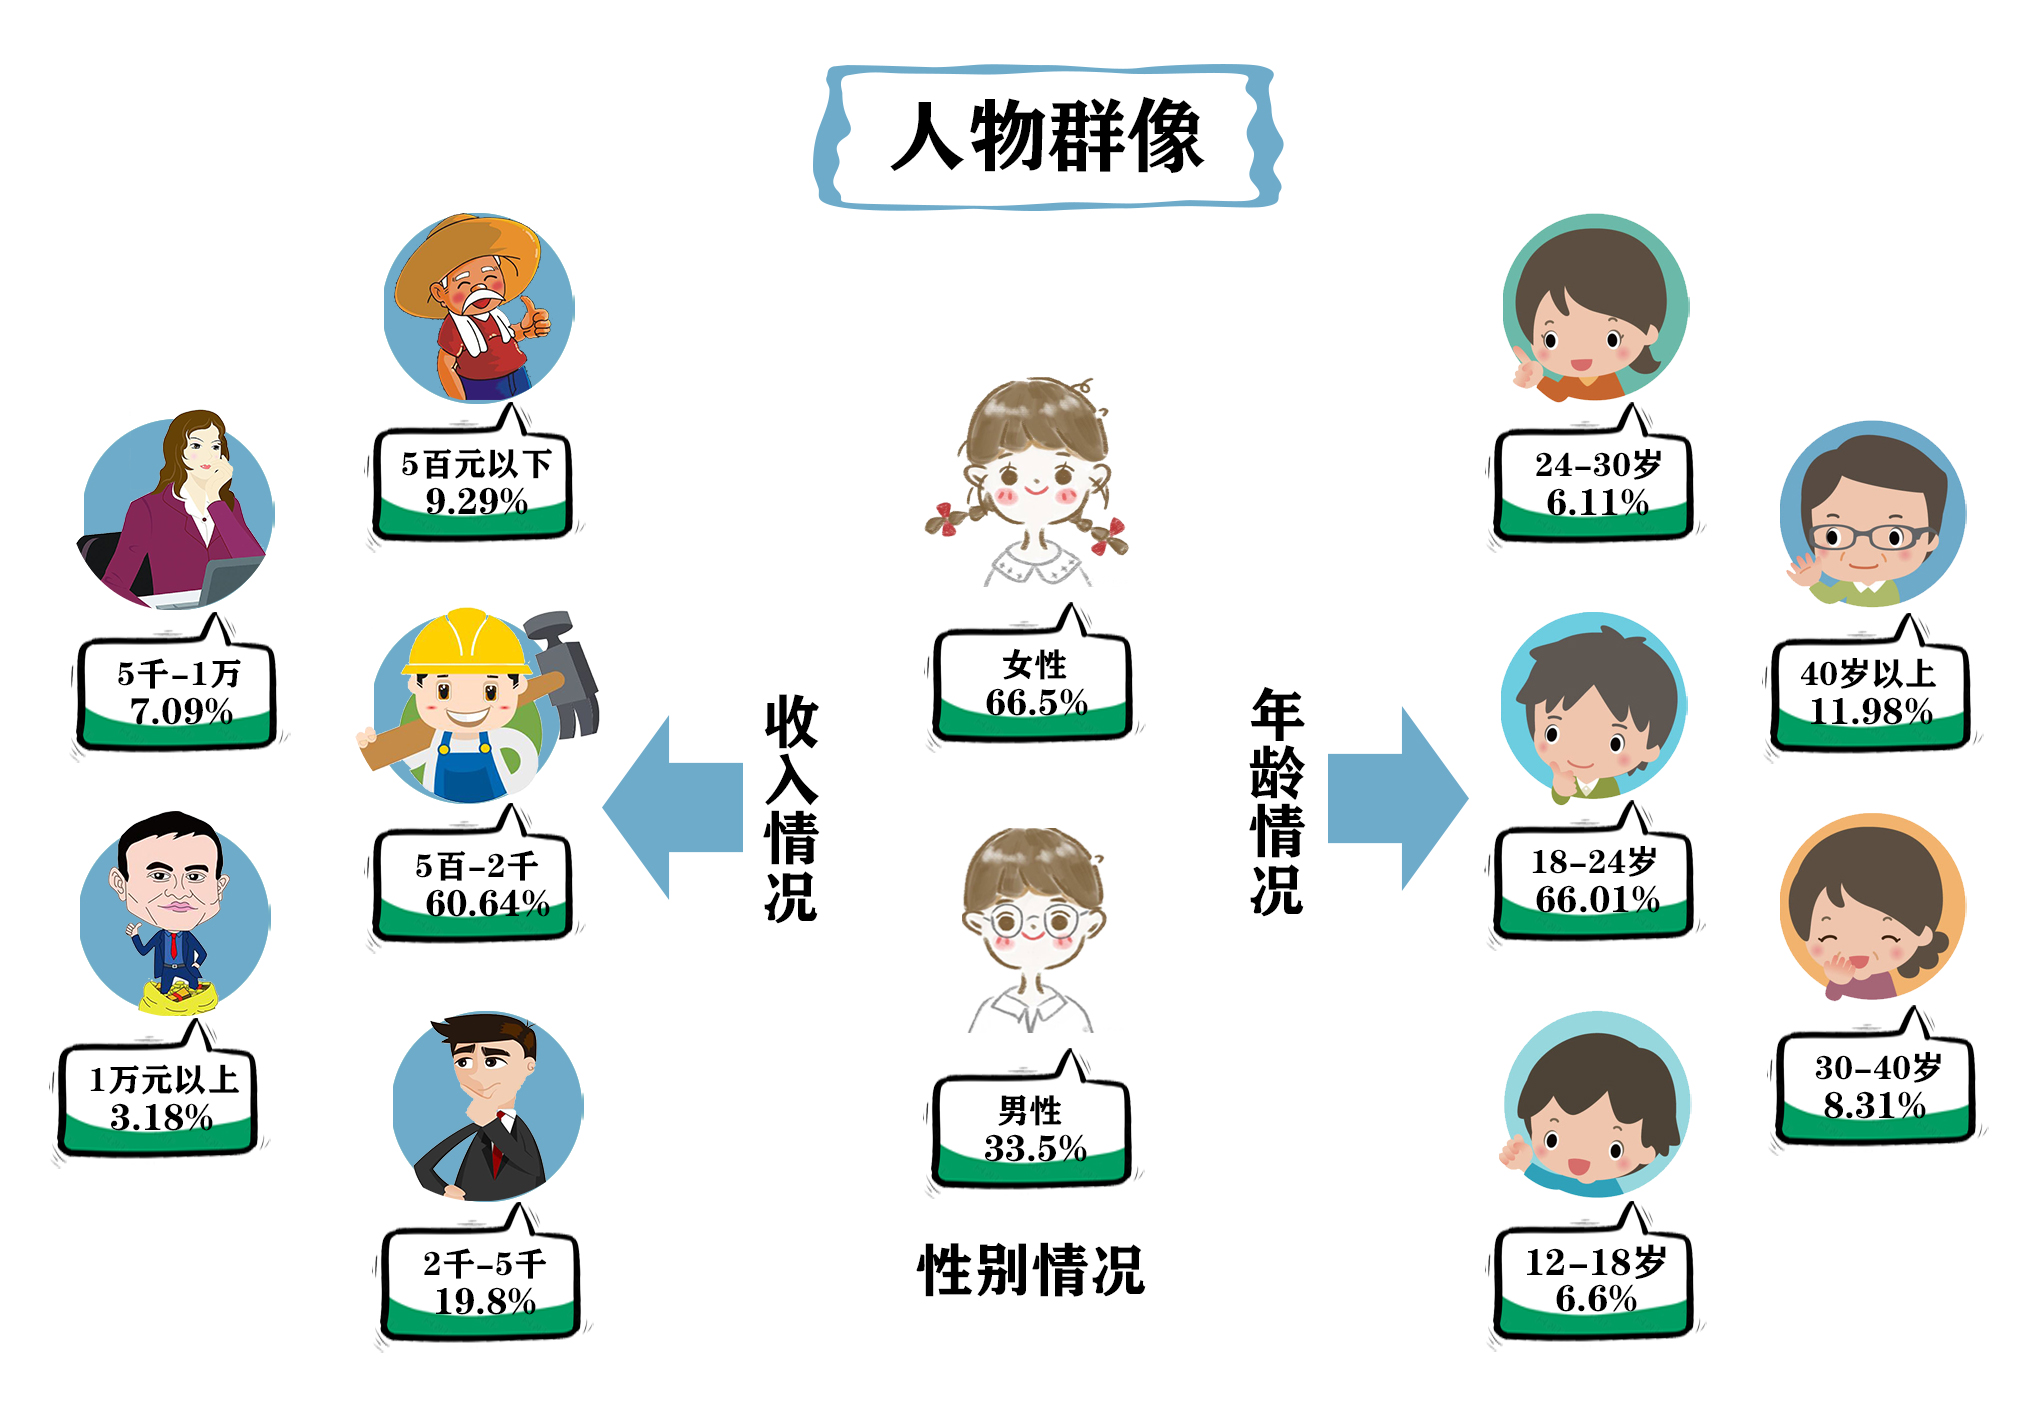 人物群像
5百元以下
9.29%
5千-1万
7.09%
5百-2千
60.64%
1万元以上
3.18%
2千-5千
19.8%
收入情况
女性
66.5%
男性
33.5%
性别情况
年龄情况
24-30岁
6.11%
40岁以上
11.98%
18-24岁
66.01%
30-40岁
8.31%
12-18岁
6.6%